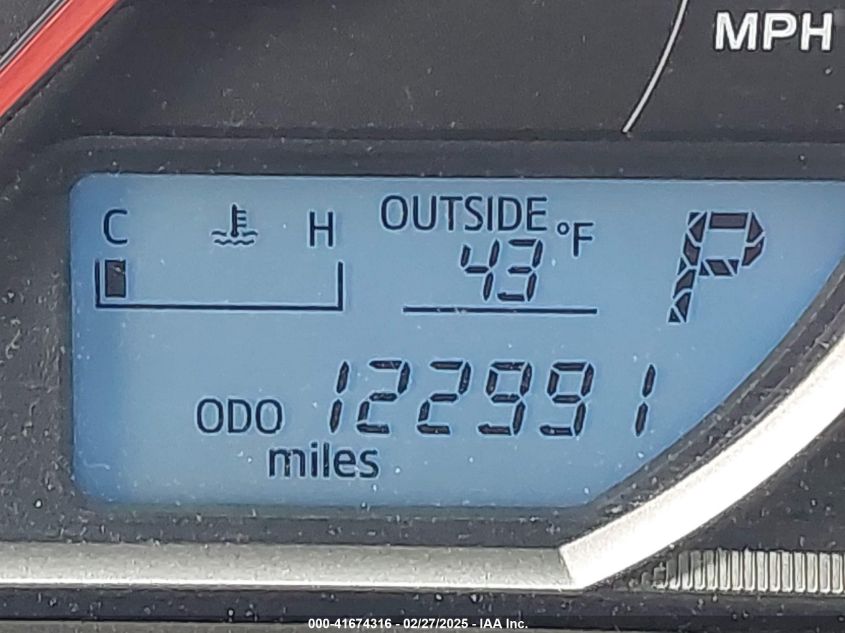 MPH
C H OUTSIDE °F P
43
ODO 122991
miles
000-41674316 - 02/27/2025 - IAA Inc.